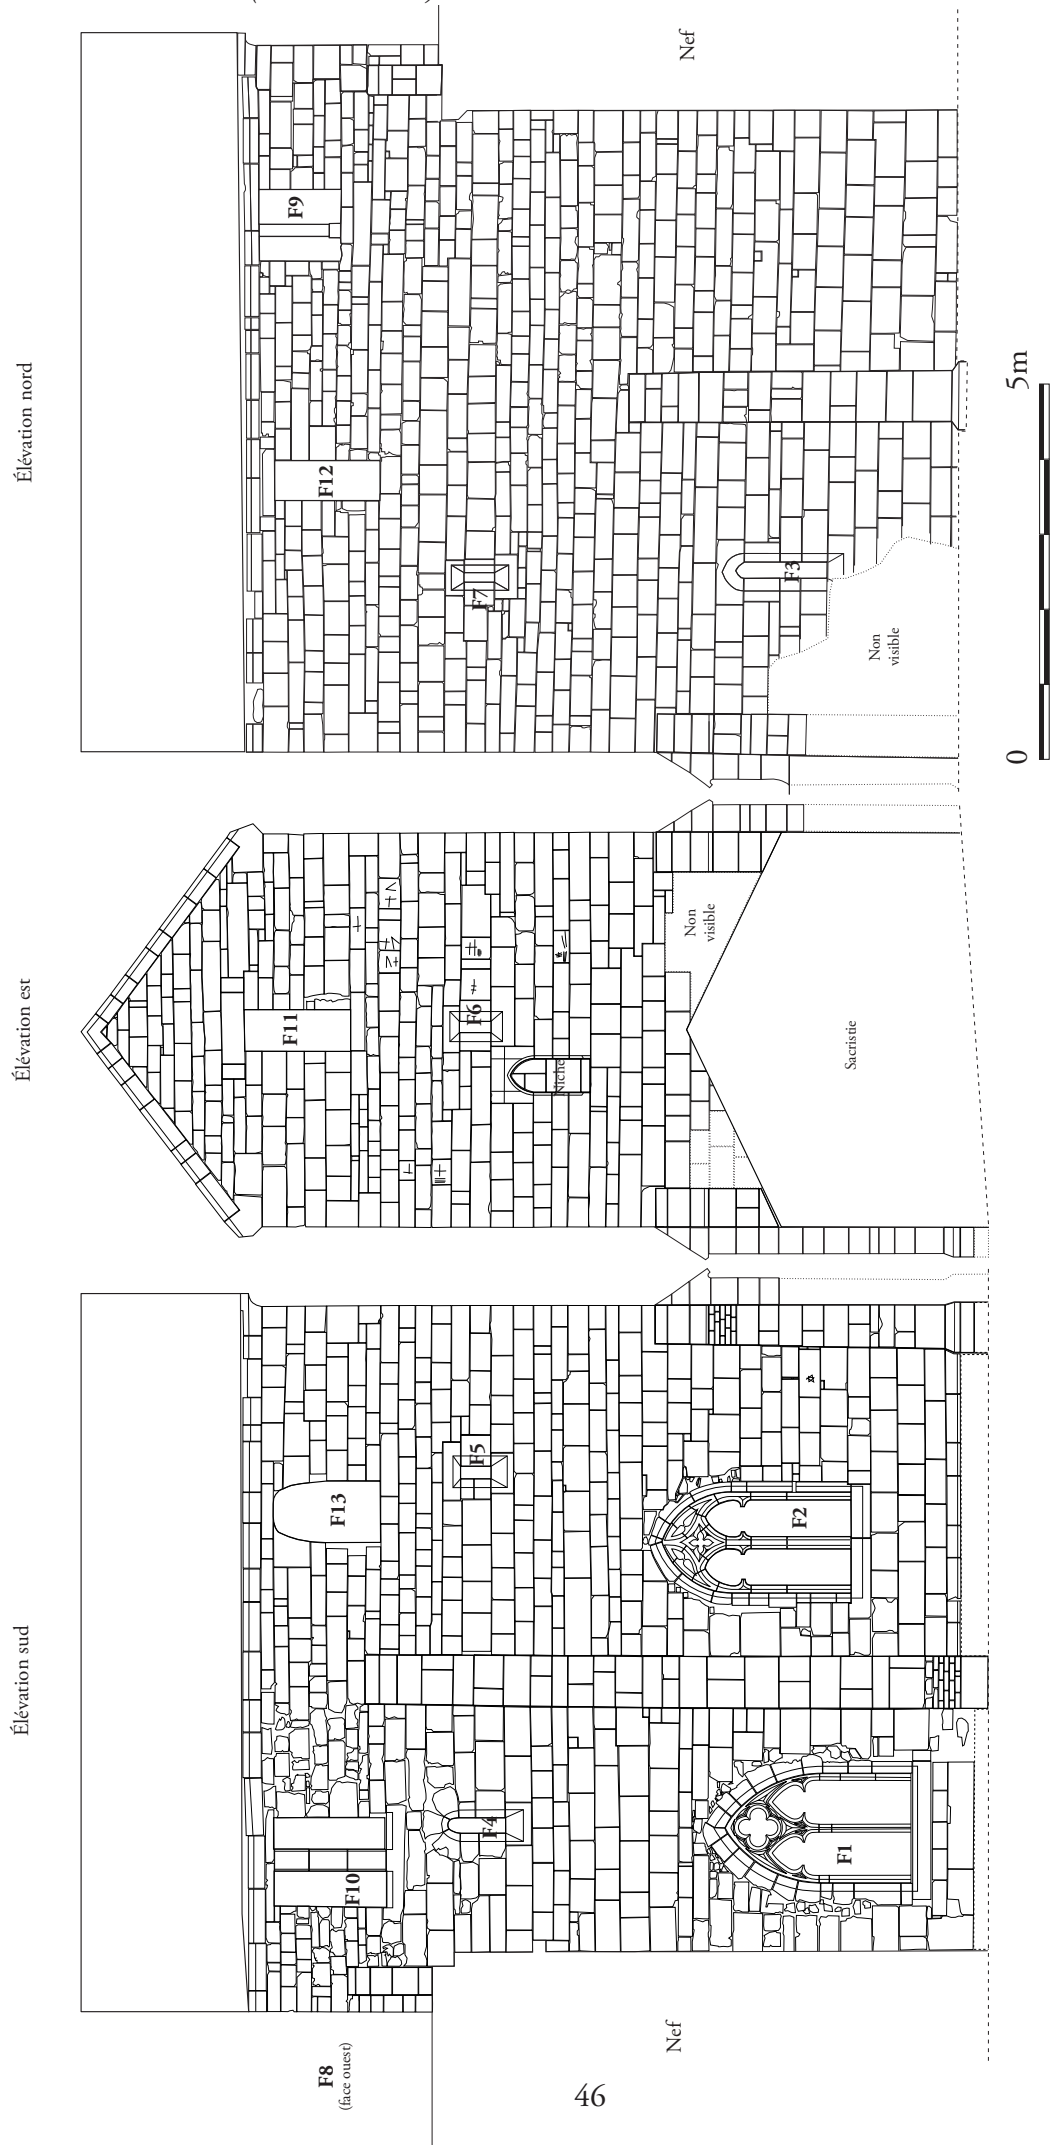 Élévation sud
Élévation est
Élévation nord
F8
(face ouest)
F10
F13
F4
F5
F1
F2
Nef
F11
F6
Niche
Non
visible
Sacristie
F12
F9
F7
F3
Non
visible
Nef
0
5m
46